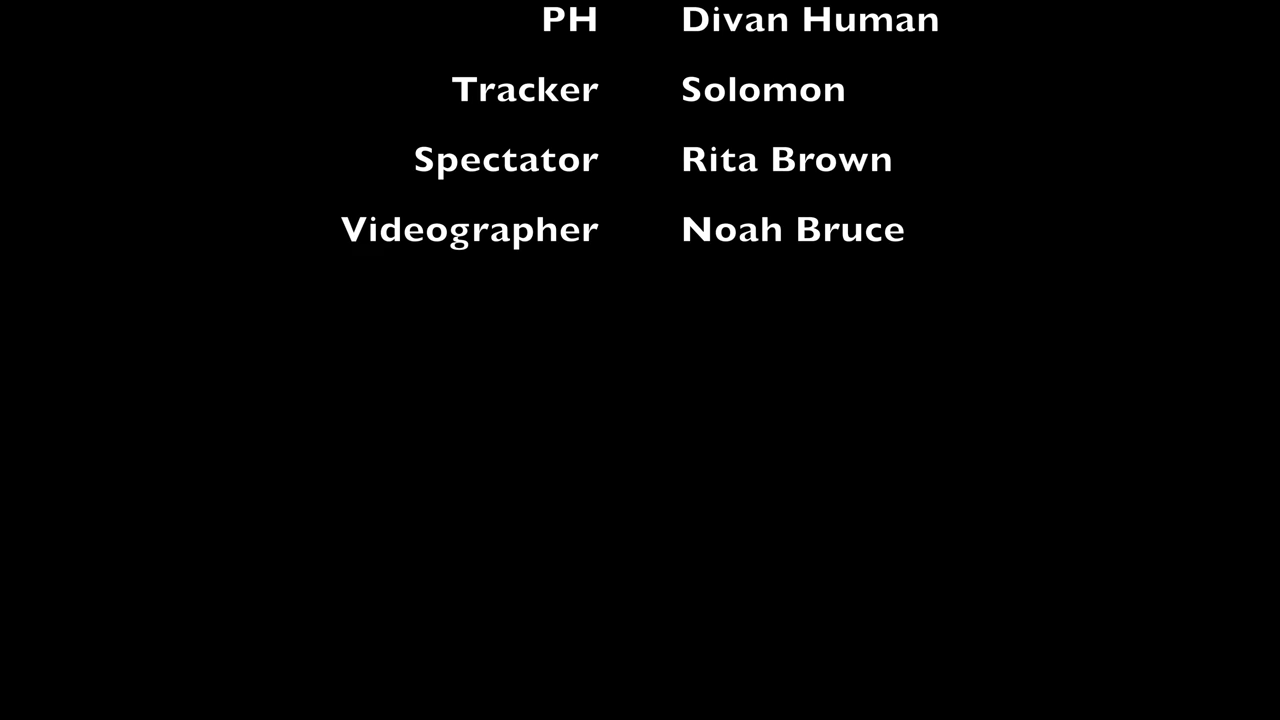 PH Divan Human
Tracker Solomon
Spectator Rita Brown
Videographer Noah Bruce